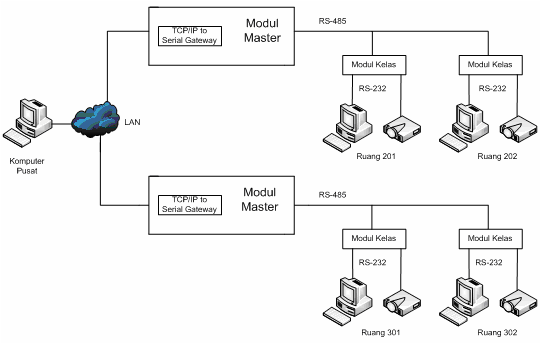 TCP/IP to
Serial Gateway
Modul
Master
RS-485
Modul Kelas
Modul Kelas
RS-232
RS-232
Ruang 201
Ruang 202
LAN
Komputer
Pusat
TCP/IP to
Serial Gateway
Modul
Master
RS-485
Modul Kelas
Modul Kelas
RS-232
RS-232
Ruang 301
Ruang 302